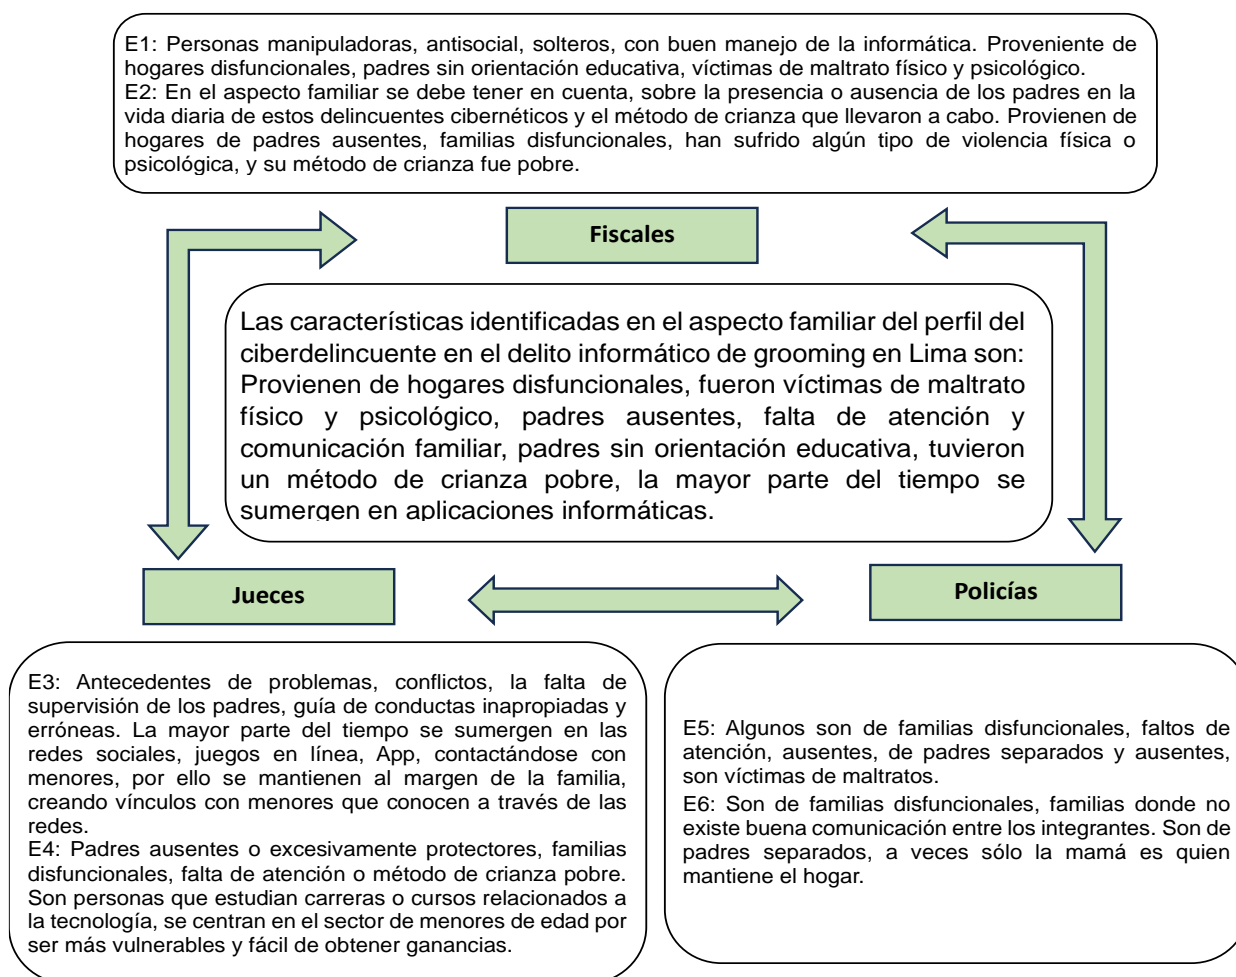 E1: Personas manipuladoras, antisocial, solteros, con buen manejo de la informática. Proveniente de
hogares disfuncionales, padres sin orientación educativa, víctimas de maltrato físico y psicológico.
E2: En el aspecto familiar se debe tener en cuenta, sobre la presencia o ausencia de los padres en la
vida diaria de estos delincuentes cibernéticos y el método de crianza que llevaron a cabo. Provienen de
hogares de padres ausentes, familias disfuncionales, han sufrido algún tipo de violencia física o
psicológica, y su método de crianza fue pobre.
Fiscales
Las características identificadas en el aspecto familiar del perfil del
ciberdelincuente en el delito informático de grooming en Lima son:
Provienen de hogares disfuncionales, fueron víctimas de maltrato
físico y psicológico, padres ausentes, falta de atención y
comunicación familiar, padres sin orientación educativa, tuvieron
un método de crianza pobre, la mayor parte del tiempo se
sumergen en aplicaciones informáticas.
Jueces
Policías
E3: Antecedentes de problemas, conflictos, la falta de
supervisión de los padres, guía de conductas inapropiadas y
erróneas. La mayor parte del tiempo se sumergen en las
redes sociales, juegos en línea, App, contactándose con
menores, por ello se mantienen al margen de la familia,
creando vínculos con menores que conocen a través de las
redes.
E4: Padres ausentes o excesivamente protectores, familias
disfuncionales, falta de atención o método de crianza pobre.
Son personas que estudian carreras o cursos relacionados a
la tecnología, se centran en el sector de menores de edad por
ser más vulnerables y fácil de obtener ganancias.
E5: Algunos son de familias disfuncionales, faltos de
atención, ausentes, de padres separados y ausentes,
son víctimas de maltratos.
E6: Son de familias disfuncionales, familias donde no
existe buena comunicación entre los integrantes. Son de
padres separados, a veces sólo la mamá es quien
mantiene el hogar.